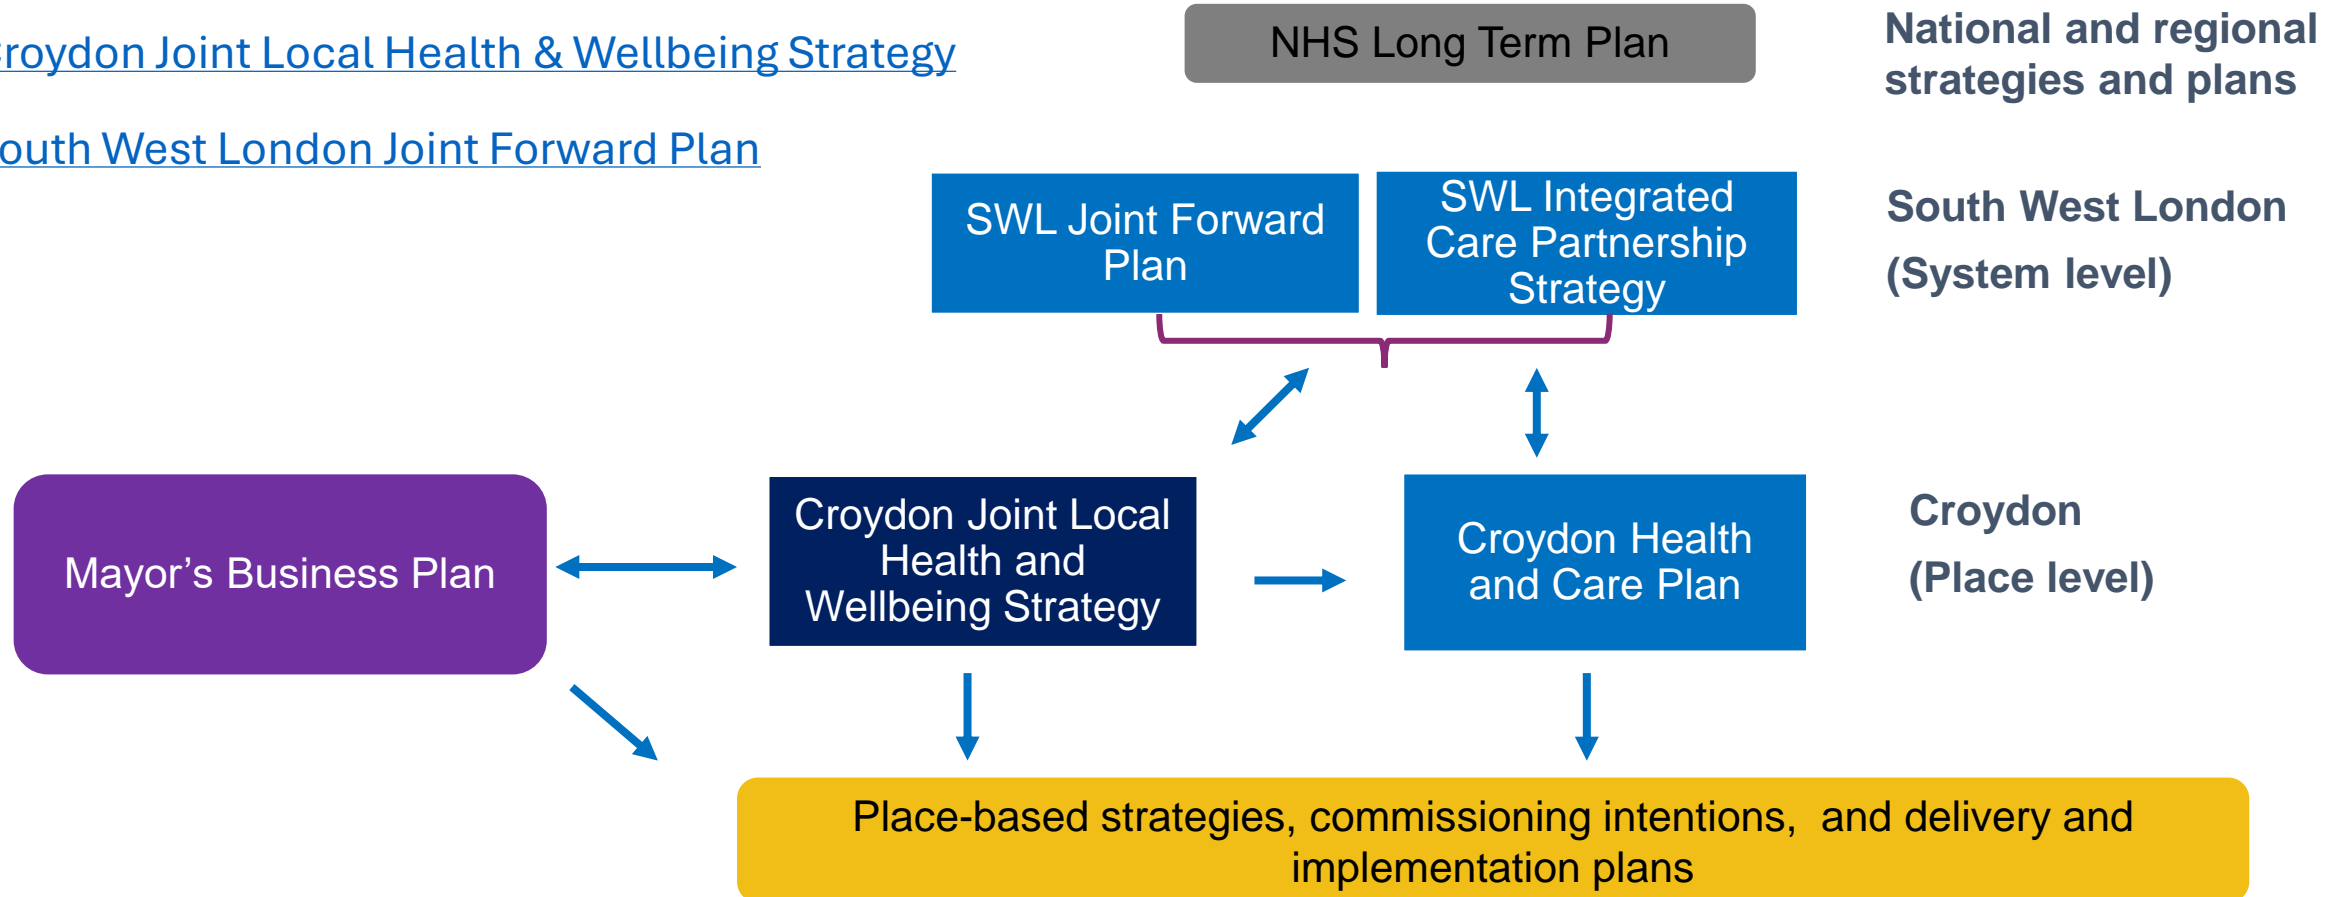 roydon Joint Local Health & Wellbeing Strategy
outh West London Joint Forward Plan
NHS Long Term Plan
National and regional
strategies and plans
SWL Joint Forward
Plan
SWL Integrated
Care Partnership
Strategy
South West London
(System level)
Mayor’s Business Plan
Croydon Joint Local
Health and
Wellbeing Strategy
Croydon Health
and Care Plan
Croydon
(Place level)
Place-based strategies, commissioning intentions,  and delivery and
implementation plans